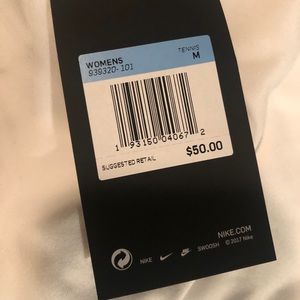 WOMENS TENNIS
939320-101 M
1 93150 04067 2
SUGGESTED RETAIL $50.00
NIKE.COM
NIKE SWOOSH © 2017 Nike